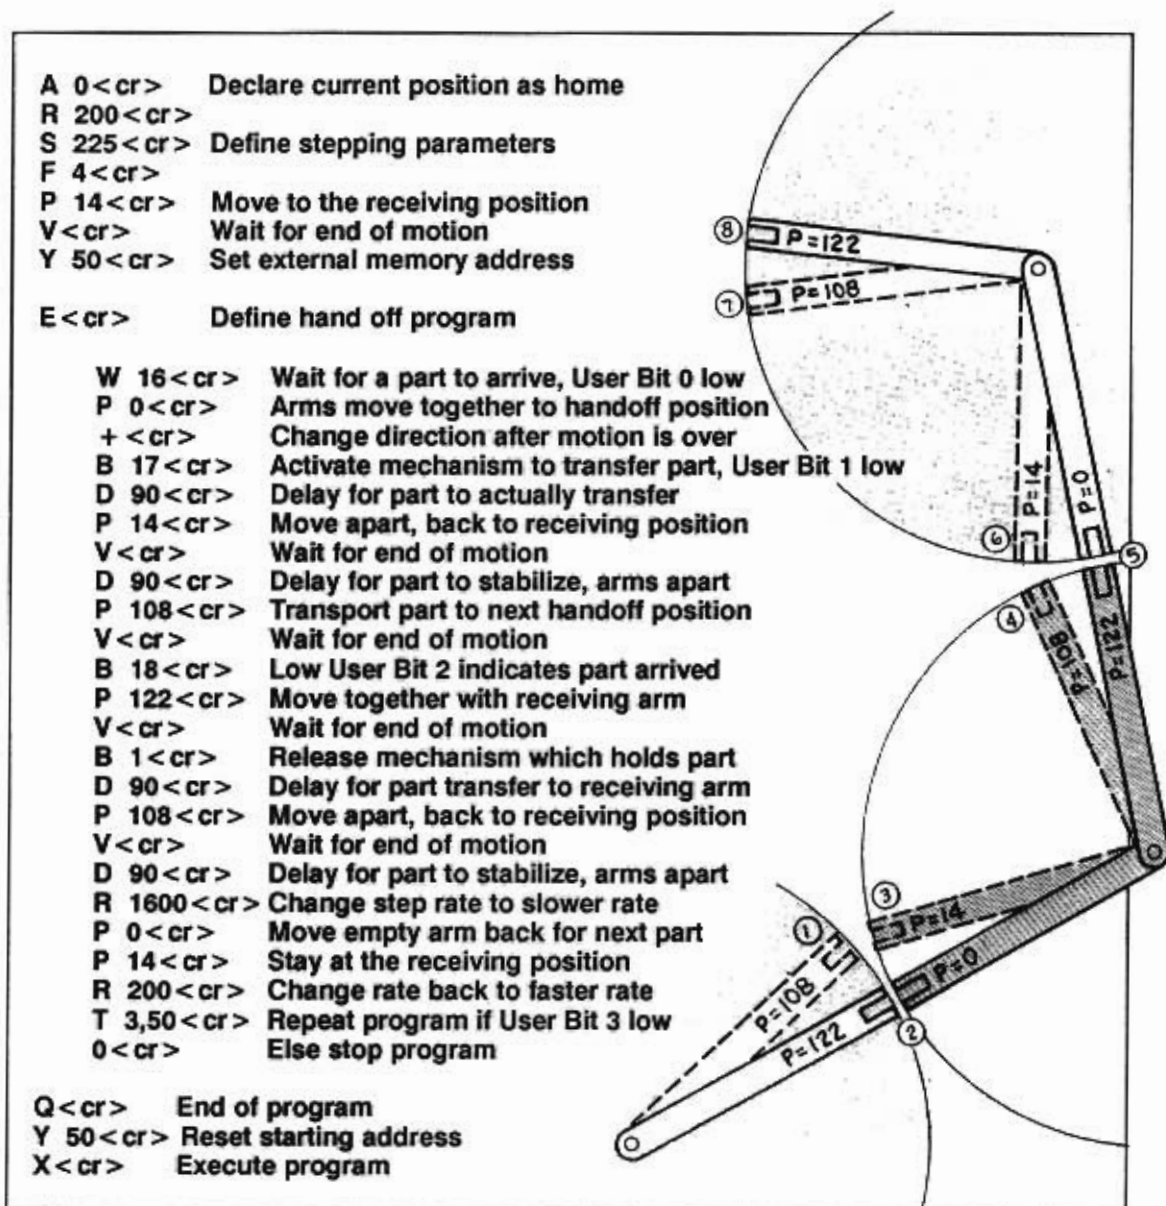 A 0<cr> Declare current position as home
R 200<cr>
S 225<cr> Define stepping parameters
F 4<cr>
P 14<cr> Move to the receiving position
V<cr> Wait for end of motion
Y 50<cr> Set external memory address
E<cr> Define hand off program
W 16<cr> Wait for a part to arrive, User Bit 0 low
P 0<cr> Arms move together to handoff position
+<cr> Change direction after motion is over
B 17<cr> Activate mechanism to transfer part, User Bit 1 low
D 90<cr> Delay for part to actually transfer
P 14<cr> Move apart, back to receiving position
V<cr> Wait for end of motion
D 90<cr> Delay for part to stabilize, arms apart
P 108<cr> Transport part to next handoff position
V<cr> Wait for end of motion
B 18<cr> Low User Bit 2 indicates part arrived
P 122<cr> Move together with receiving arm
V<cr> Wait for end of motion
B 1<cr> Release mechanism which holds part
D 90<cr> Delay for part transfer to receiving arm
P 108<cr> Move apart, back to receiving position
V<cr> Wait for end of motion
D 90<cr> Delay for part to stabilize, arms apart
R 1600<cr> Change step rate to slower rate
P 0<cr> Move empty arm back for next part
P 14<cr> Stay at the receiving position
R 200<cr> Change rate back to faster rate
T 3,50<cr> Repeat program if User Bit 3 low
0<cr> Else stop program
Q<cr> End of program
Y 50<cr> Reset starting address
X<cr> Execute program
8
P=122
7
P=108
P=14
P=0
6
5
4
P=108
P=122
3
P=14
1
P=0
P=108
P=122
2